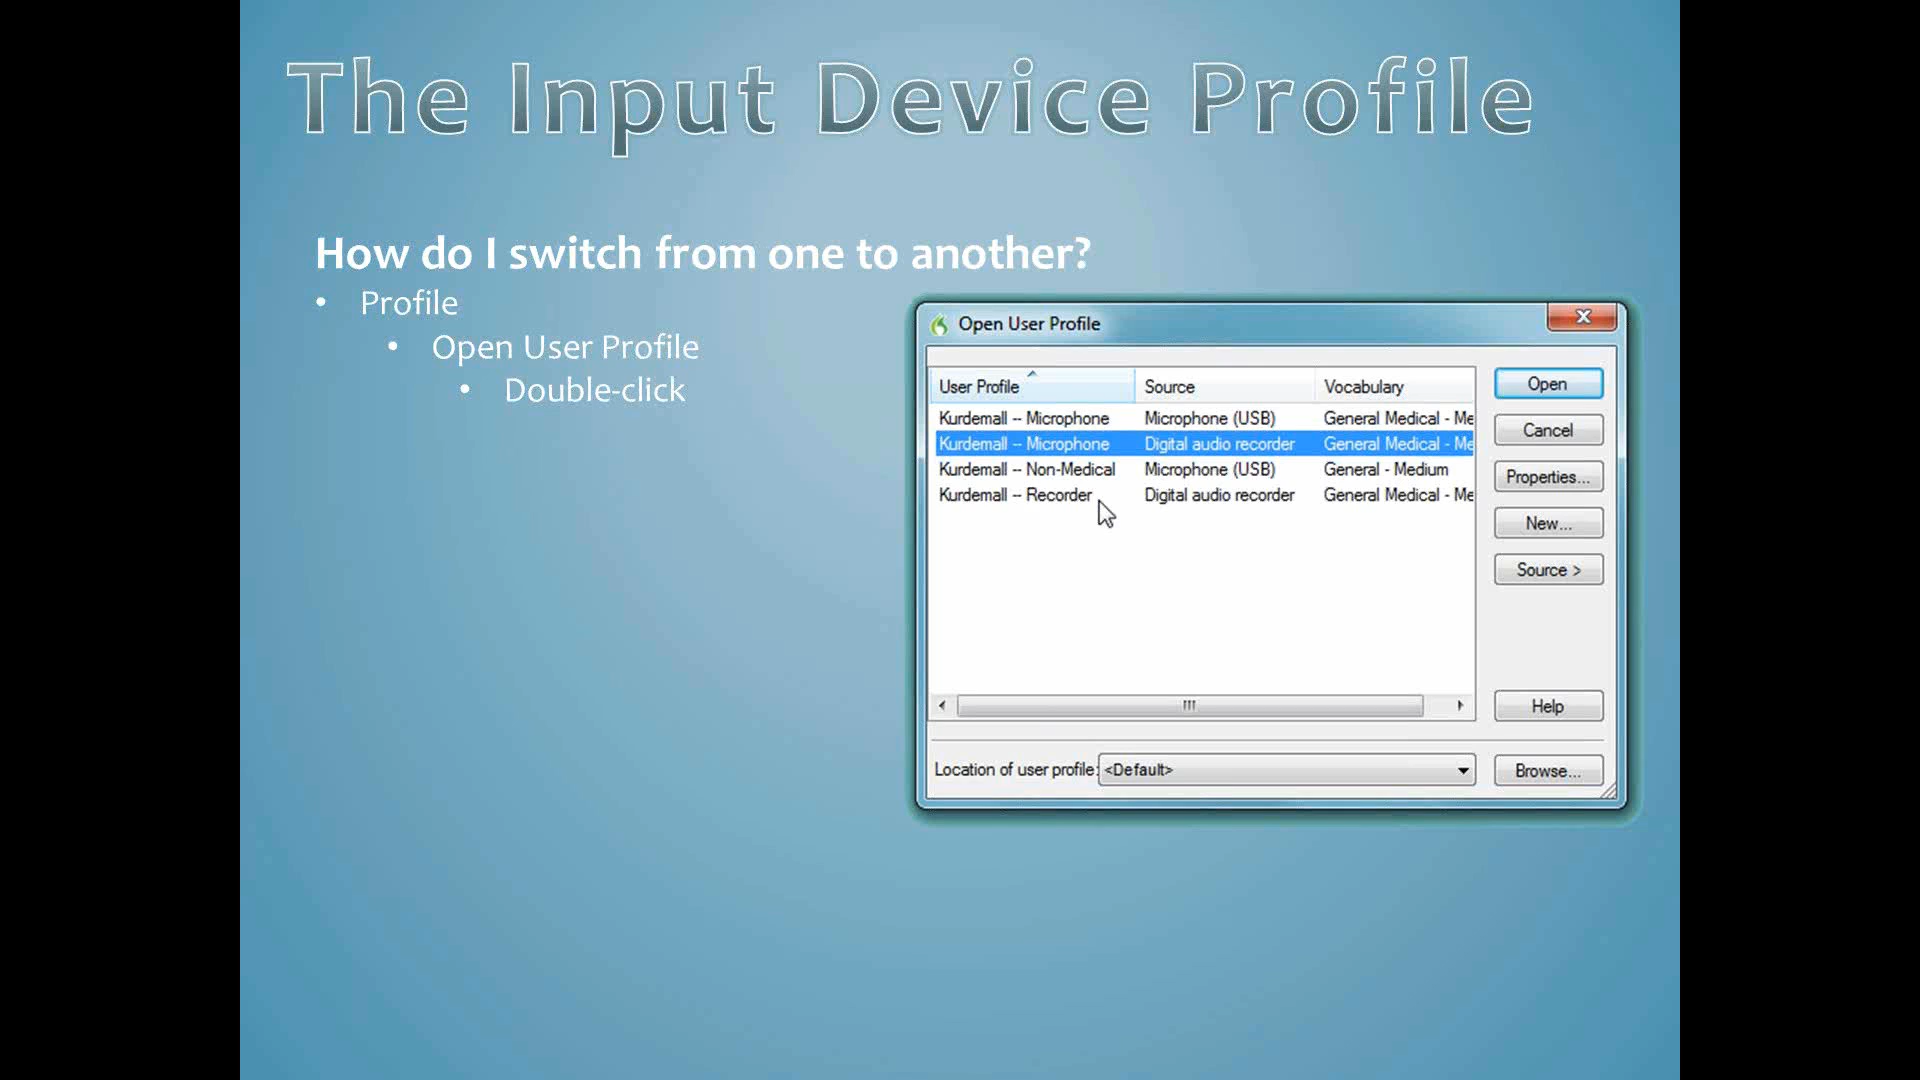 The Input Device Profile
How do I switch from one to another?
• Profile
• Open User Profile
• Double-click
Open User Profile
User Profile Source Vocabulary
Kurdemall -- Microphone Microphone (USB) General Medical - Me
Kurdemall -- Microphone Digital audio recorder General Medical - Me
Kurdemall -- Non-Medical Microphone (USB) General - Medium
Kurdemall -- Recorder Digital audio recorder General Medical - Me
Open
Cancel
Properties...
New...
Source >
Help
Location of user profile: <Default>
Browse...